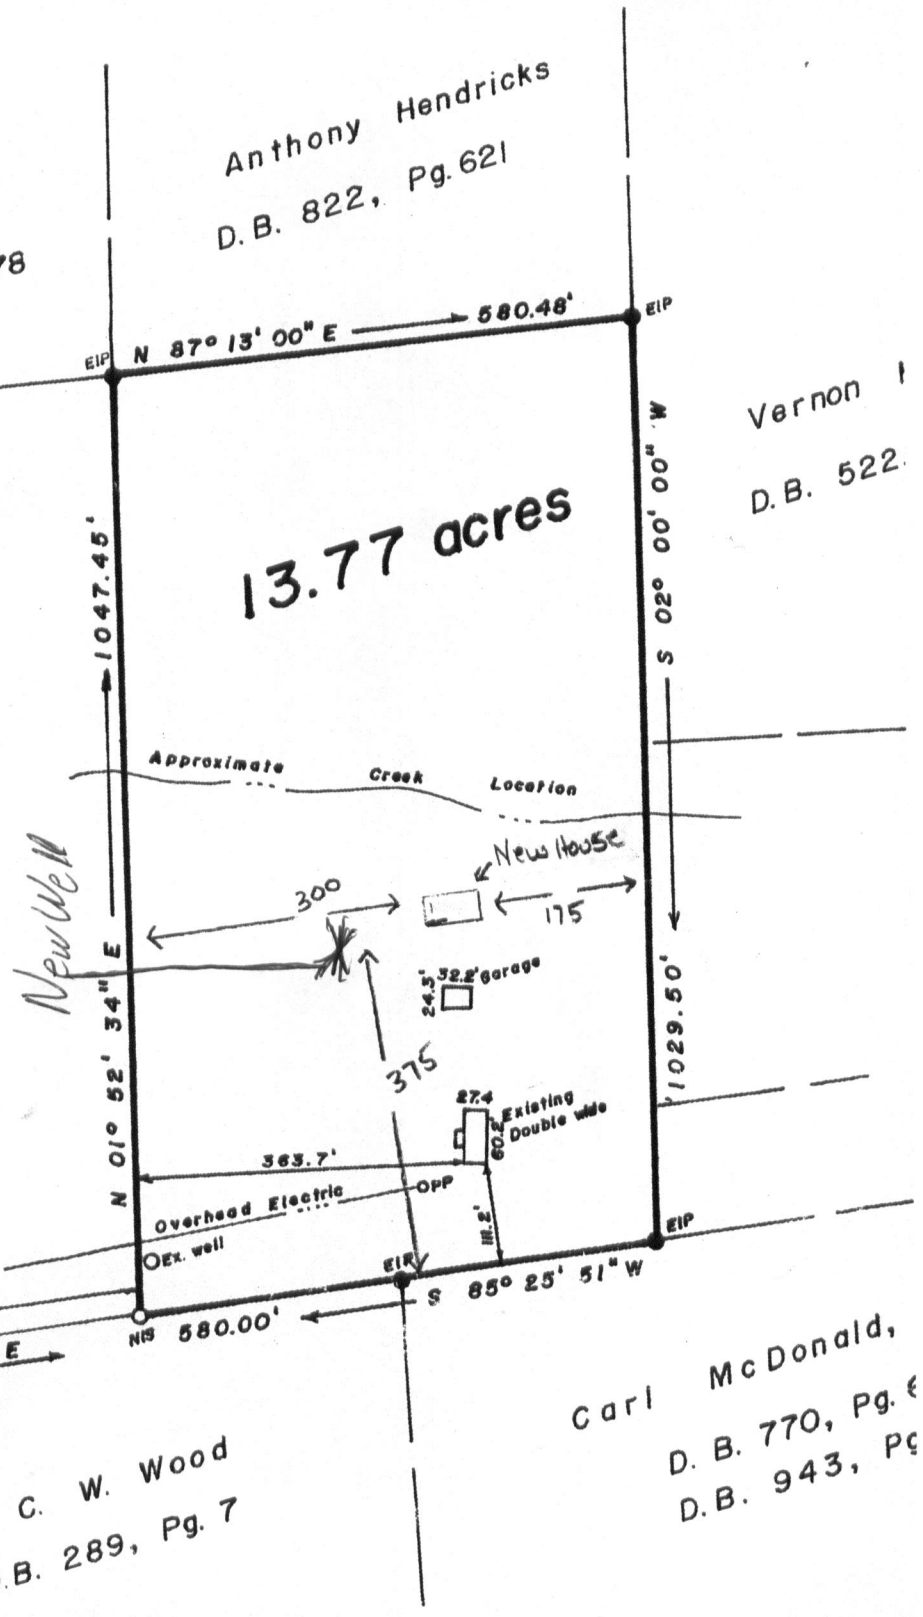 Anthony Hendricks
D.B. 822, Pg. 621
78
EIP
N 87° 13' 00" E 580.48'
EIP
Vernon
D.B. 522
S 02° 00' 00" W
1029.50'
13.77 acres
N 01° 52' 34" E
1047.45'
Approximate Creek Location
New House
300
175
New Well
24.5' 32.2' Garage
375
27.4
60.2'
Existing
Double wide
363.7'
OPP
Overhead Electric
Ex. well
111.2'
EIP
EIR
S 85° 25' 51" W
580.00'
NIS
E
Carl McDonald,
D. B. 770, Pg.
D. B. 943, Pg
C. W. Wood
.B. 289, Pg. 7